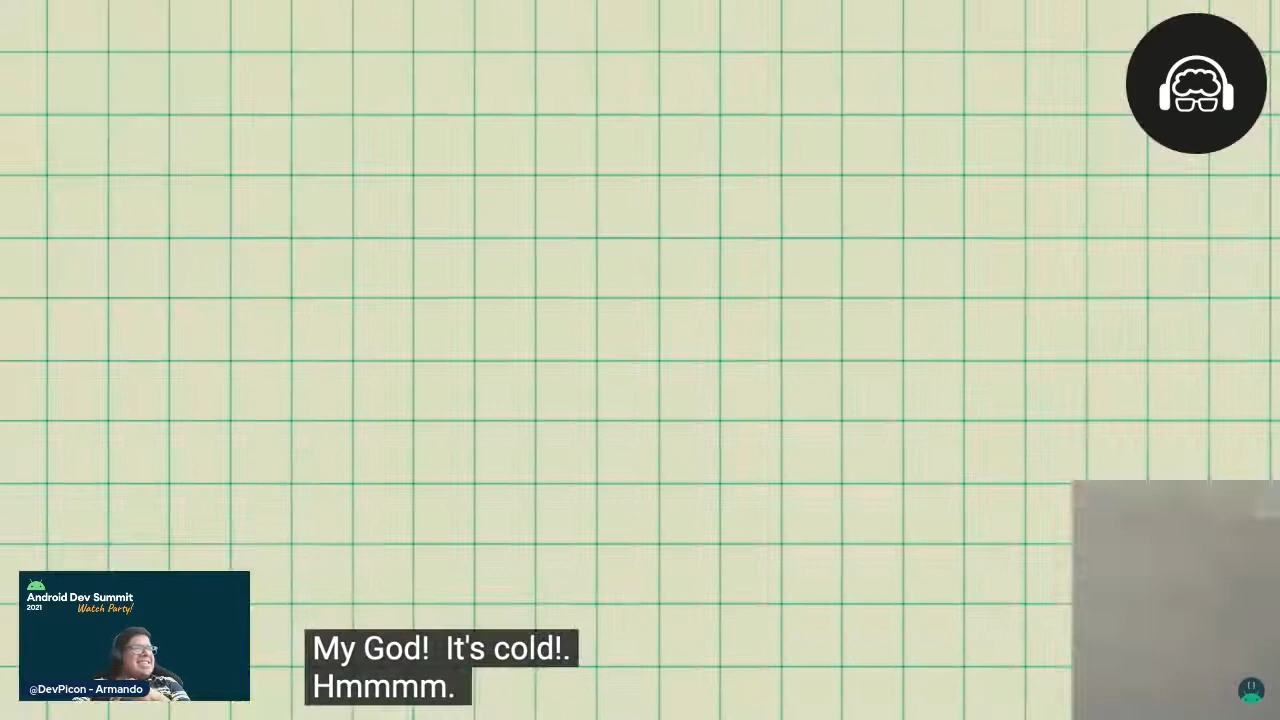 Android Dev Summit
2021
Watch Party!
@DevPicon - Armando
My God!  It's cold!.
Hmmmm.